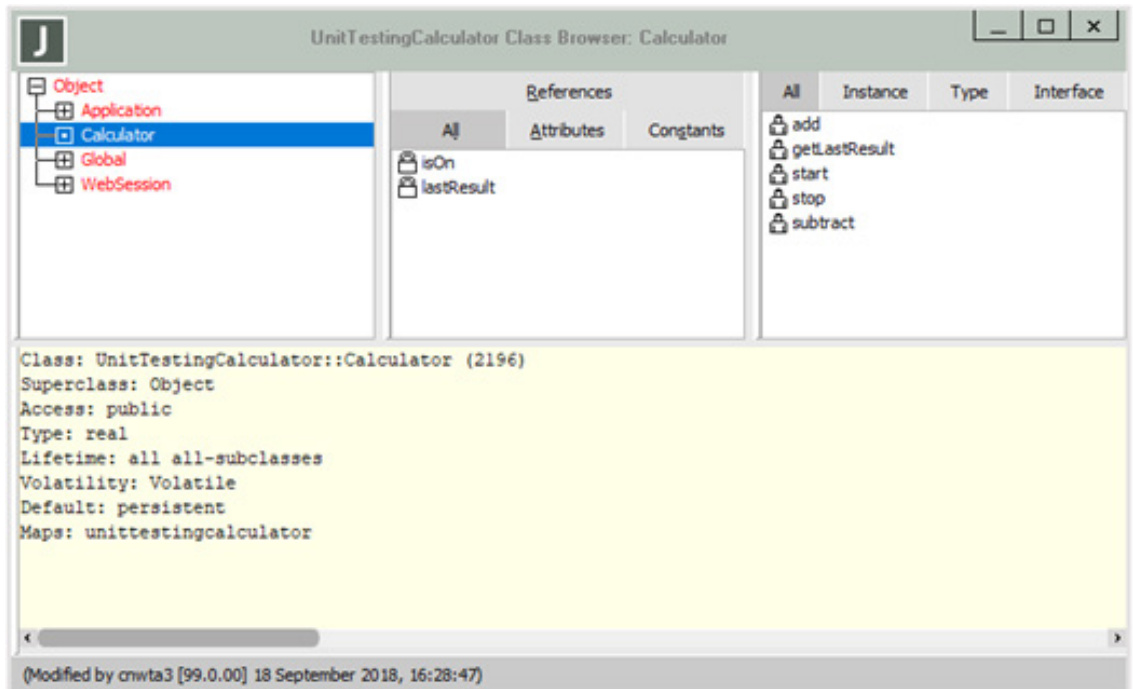 J
UnitTestingCalculator Class Browser: Calculator
Object
Application
Calculator
Global
WebSession
References
All Attributes Constants
isOn
lastResult
All Instance Type Interface
add
getLastResult
start
stop
subtract
Class: UnitTestingCalculator::Calculator (2196)
Superclass: Object
Access: public
Type: real
Lifetime: all all-subclasses
Volatility: Volatile
Default: persistent
Maps: unittestingcalculator
(Modified by cnwta3 [99.0.00] 18 September 2018, 16:28:47)